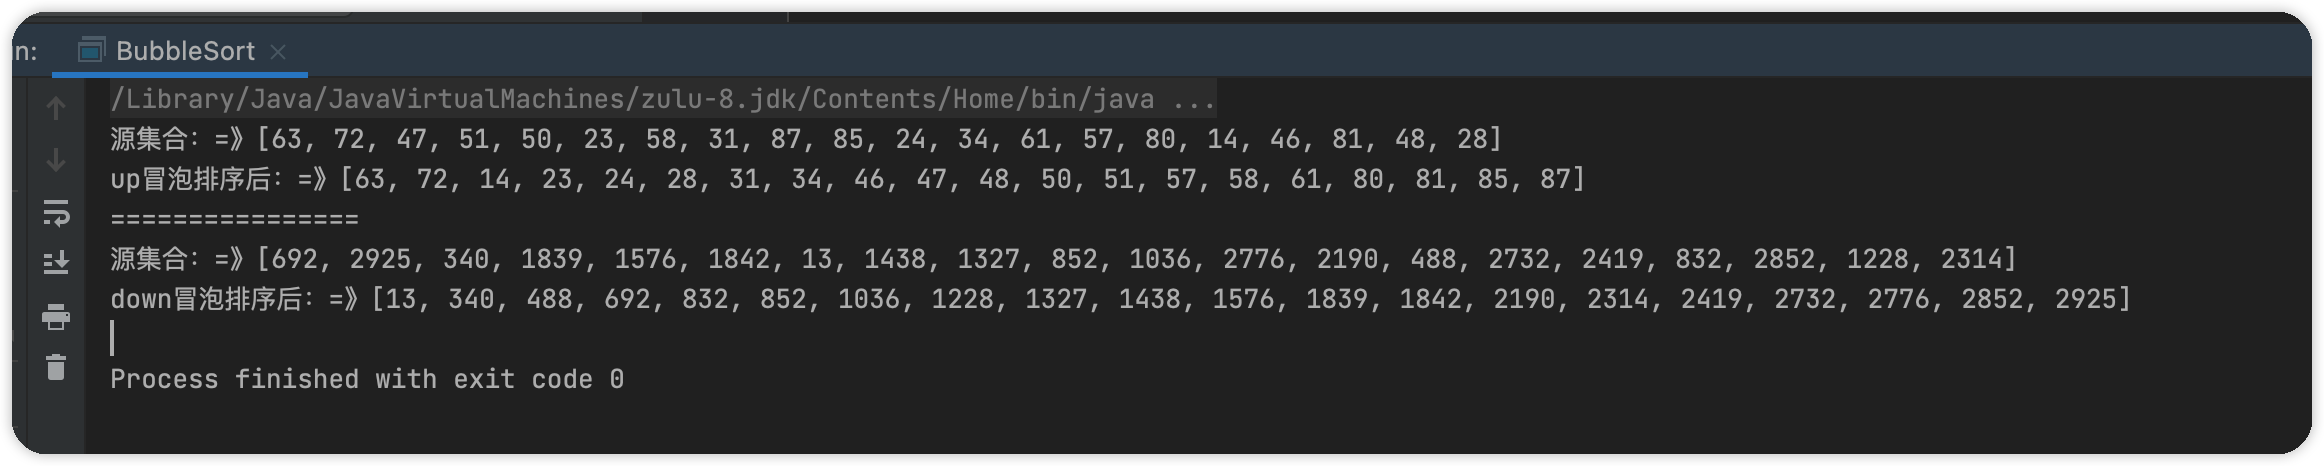 n:
BubbleSort
/Library/Java/JavaVirtualMachines/zulu-8.jdk/Contents/Home/bin/java ...
源集合：=》[63, 72, 47, 51, 50, 23, 58, 31, 87, 85, 24, 34, 61, 57, 80, 14, 46, 81, 48, 28]
up冒泡排序后：=》[63, 72, 14, 23, 24, 28, 31, 34, 46, 47, 48, 50, 51, 57, 58, 61, 80, 81, 85, 87]
================
源集合：=》[692, 2925, 340, 1839, 1576, 1842, 13, 1438, 1327, 852, 1036, 2776, 2190, 488, 2732, 2419, 832, 2852, 1228, 2314]
down冒泡排序后：=》[13, 340, 488, 692, 832, 852, 1036, 1228, 1327, 1438, 1576, 1839, 1842, 2190, 2314, 2419, 2732, 2776, 2852, 2925]
Process finished with exit code 0